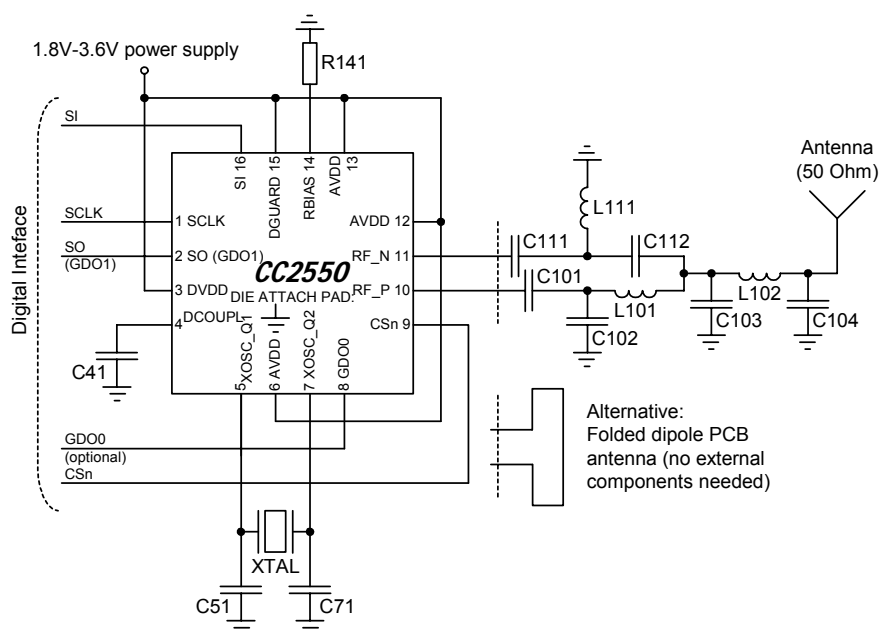 1.8V-3.6V power supply
R141
SI
Antenna
(50 Ohm)
SI 16
DGUARD 15
RBIAS 14
AVDD 13
L111
SCLK
1 SCLK
AVDD 12
C111
C112
SO
(GDO1)
2 SO (GDO1)
RF_N 11
CC2550
C101
3 DVDD
DIE ATTACH PAD:
RF_P 10
L101
L102
4 DCOUPL
CSn 9
C102
C103
C104
Digital Inteface
C41
5 XOSC_Q1
6 AVDD
7 XOSC_Q2
8 GDO0
Alternative:
Folded dipole PCB
antenna (no external
components needed)
GDO0
(optional)
CSn
XTAL
C51
C71